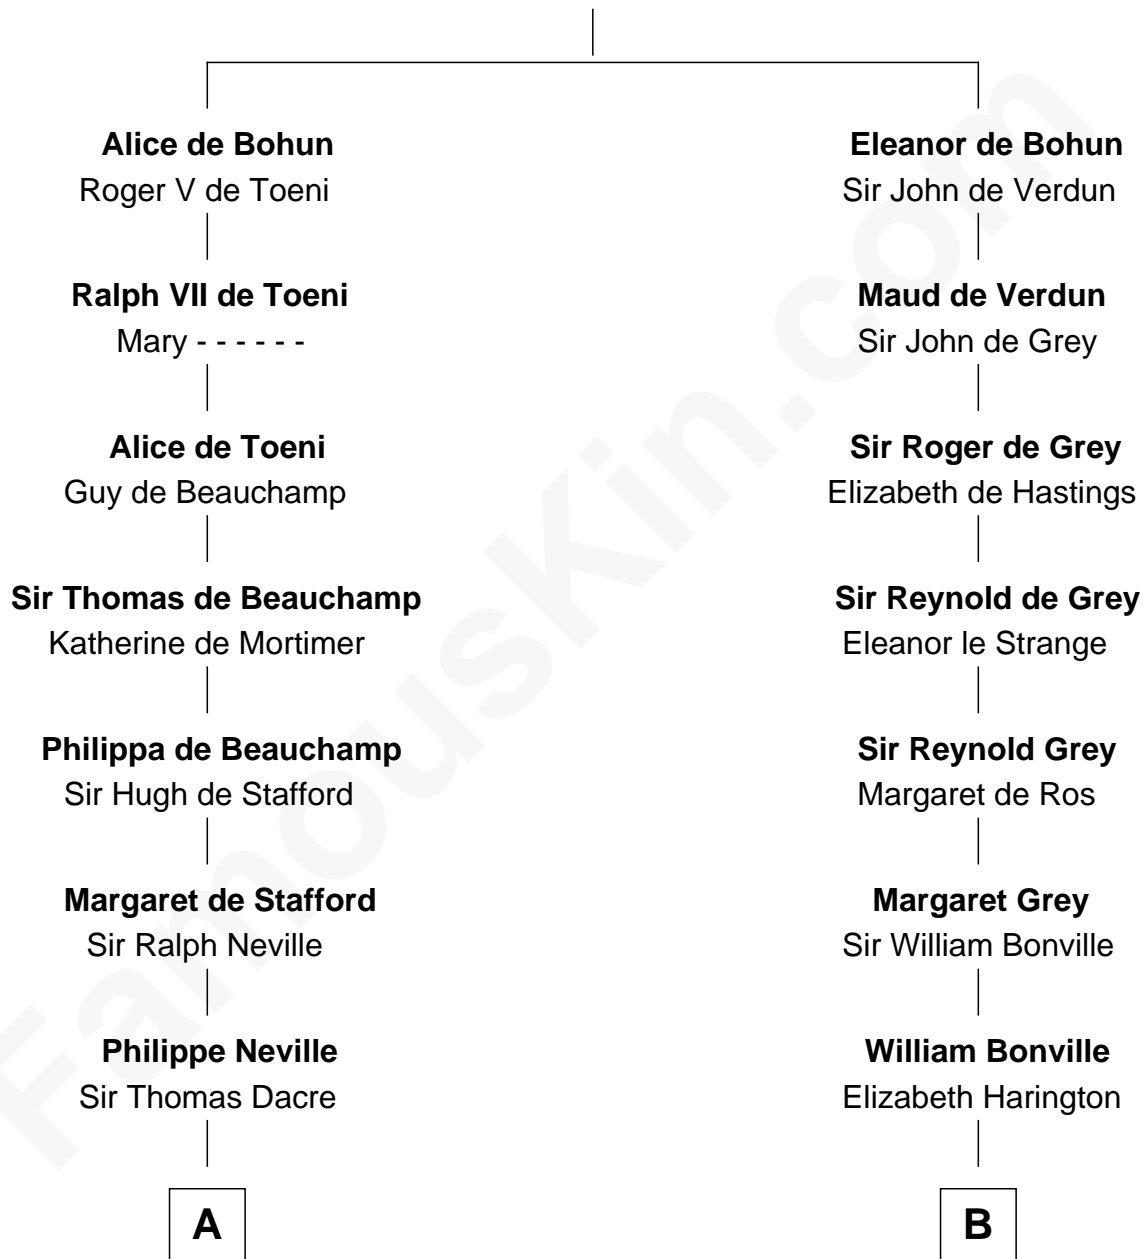 Alice de Bohun
Roger V de Toeni
Ralph VII de Toeni
Mary - - - - - -
Alice de Toeni
Guy de Beauchamp
Sir Thomas de Beauchamp
Katherine de Mortimer
Philippa de Beauchamp
Sir Hugh de Stafford
Margaret de Stafford
Sir Ralph Neville
Philippe Neville
Sir Thomas Dacre
A
Eleanor de Bohun
Sir John de Verdun
Maud de Verdun
Sir John de Grey
Sir Roger de Grey
Elizabeth de Hastings
Sir Reynold de Grey
Eleanor le Strange
Sir Reynold Grey
Margaret de Ros
Margaret Grey
Sir William Bonville
William Bonville
Elizabeth Harington
B
FamousKin.com